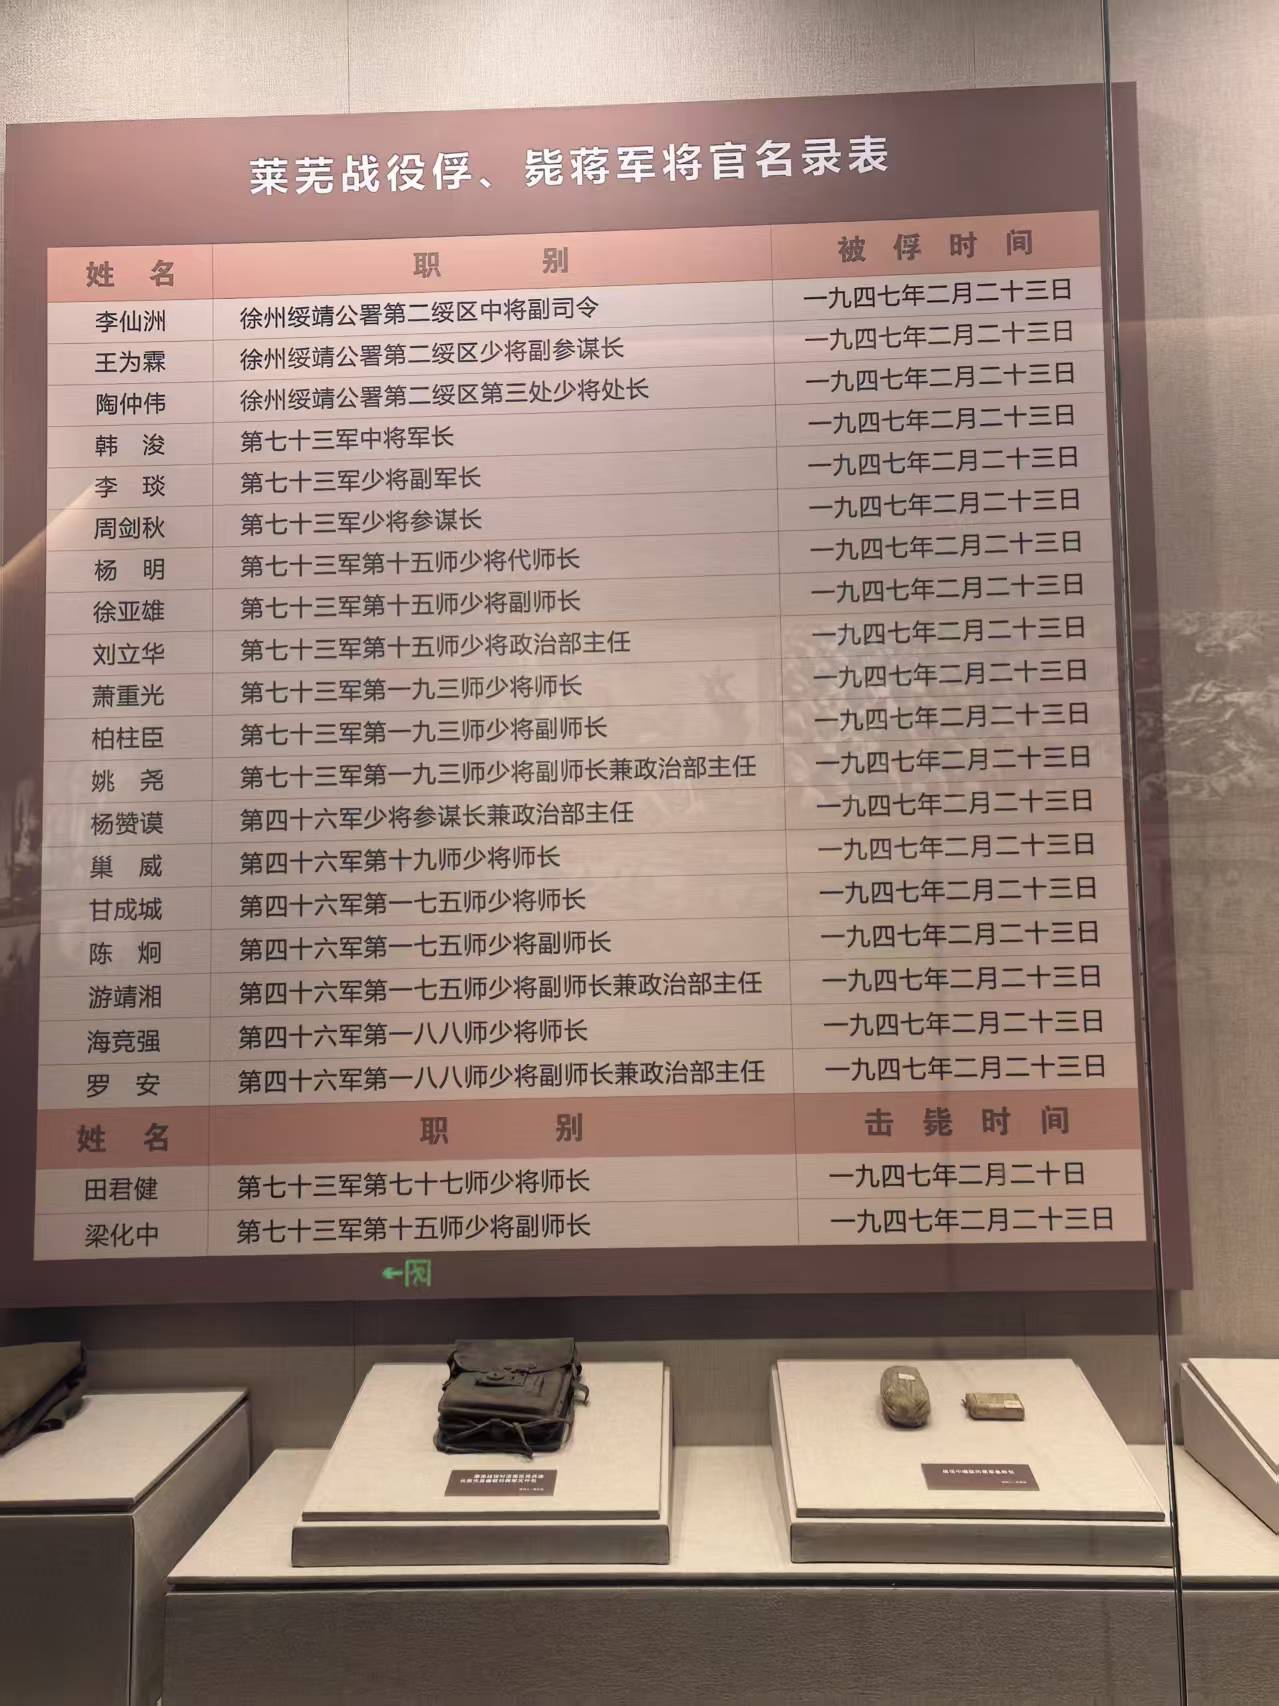 莱芜战役俘、毙蒋军将官名录表
姓 名 职 别 被 俘 时 间
李仙洲 徐州绥靖公署第二绥区中将副司令 一九四七年二月二十三日
王为霖 徐州绥靖公署第二绥区少将副参谋长 一九四七年二月二十三日
陶仲伟 徐州绥靖公署第二绥区第三处少将处长 一九四七年二月二十三日
韩 浚 第七十三军中将军长 一九四七年二月二十三日
李 琰 第七十三军少将副军长 一九四七年二月二十三日
周剑秋 第七十三军少将参谋长 一九四七年二月二十三日
杨 明 第七十三军第十五师少将代师长 一九四七年二月二十三日
徐亚雄 第七十三军第十五师少将副师长 一九四七年二月二十三日
刘立华 第七十三军第十五师少将政治部主任 一九四七年二月二十三日
萧重光 第七十三军第一九三师少将师长 一九四七年二月二十三日
柏柱臣 第七十三军第一九三师少将副师长 一九四七年二月二十三日
姚 尧 第七十三军第一九三师少将副师长兼政治部主任 一九四七年二月二十三日
杨赞谟 第四十六军少将参谋长兼政治部主任 一九四七年二月二十三日
巢 威 第四十六军第十九师少将师长 一九四七年二月二十三日
甘成城 第四十六军第一七五师少将师长 一九四七年二月二十三日
陈 炯 第四十六军第一七五师少将副师长 一九四七年二月二十三日
游靖湘 第四十六军第一七五师少将副师长兼政治部主任 一九四七年二月二十三日
海竞强 第四十六军第一八八师少将师长 一九四七年二月二十三日
罗 安 第四十六军第一八八师少将副师长兼政治部主任 一九四七年二月二十三日
姓 名 职 别 击 毙 时 间
田君健 第七十三军第七十七师少将师长 一九四七年二月二十日
梁化中 第七十三军第十五师少将副师长 一九四七年二月二十三日